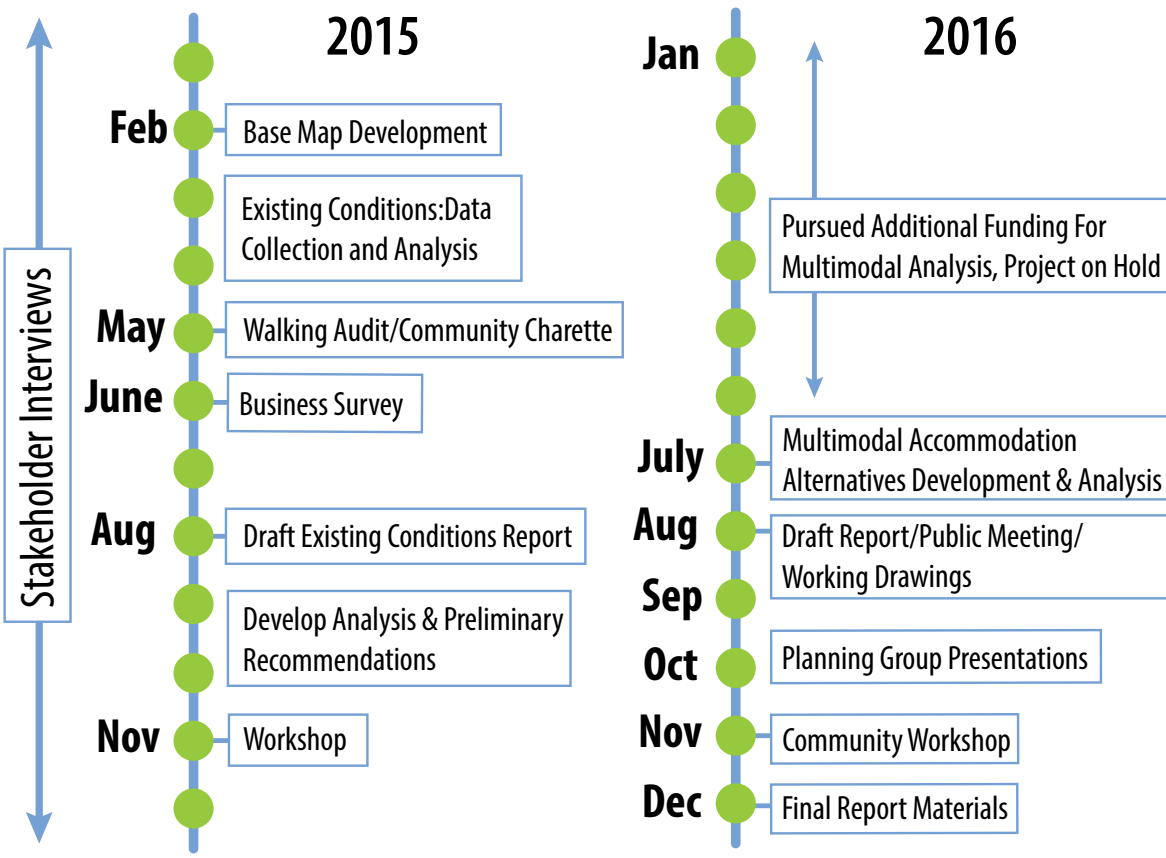 Stakeholder Interviews
2015
Feb
Base Map Development
Existing Conditions:Data
Collection and Analysis
May
Walking Audit/Community Charette
June
Business Survey
Aug
Draft Existing Conditions Report
Develop Analysis & Preliminary
Recommendations
Nov
Workshop
2016
Jan
Pursued Additional Funding For
Multimodal Analysis, Project on Hold
July
Multimodal Accommodation
Alternatives Development & Analysis
Aug
Draft Report/Public Meeting/
Working Drawings
Sep
Oct
Planning Group Presentations
Nov
Community Workshop
Dec
Final Report Materials